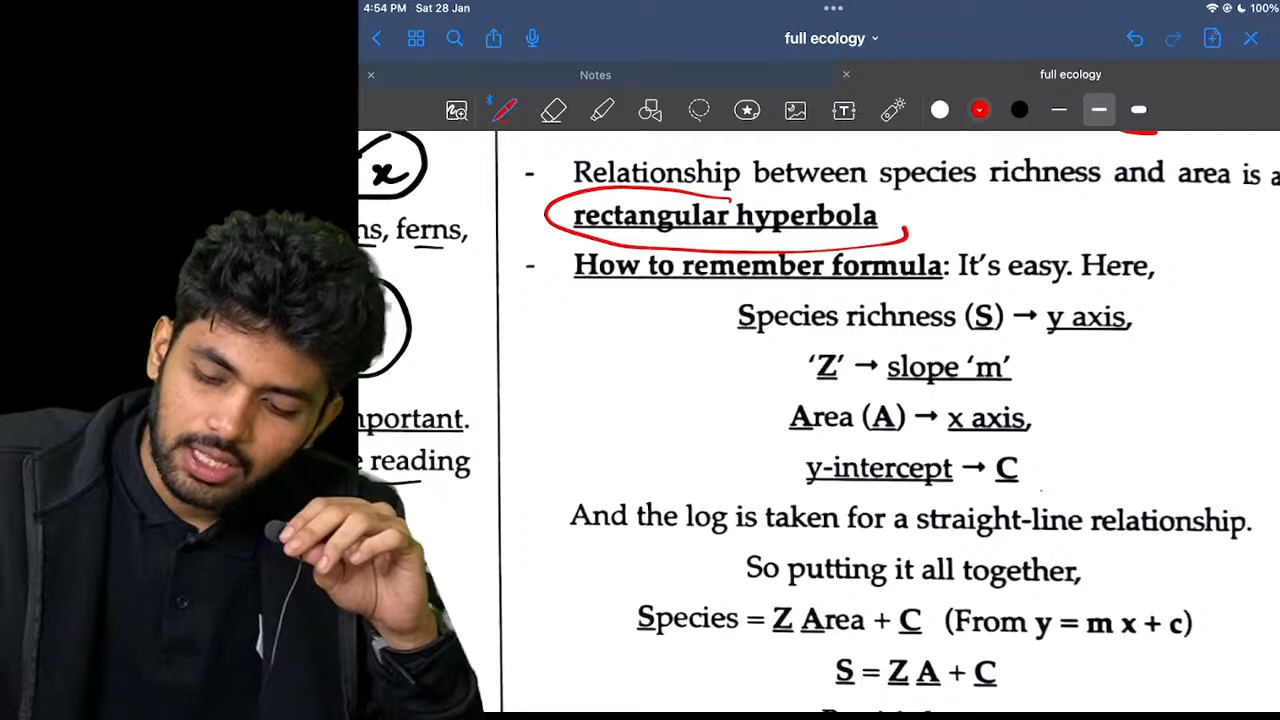 4:54 PM Sat 28 Jan
100%
full ecology
Notes
full ecology
x
ns, ferns,
nportant.
reading
- Relationship between species richness and area is a
rectangular hyperbola
- How to remember formula: It's easy. Here,
Species richness (S) → y axis,
'Z' → slope 'm'
Area (A) → x axis,
y-intercept → C
And the log is taken for a straight-line relationship.
So putting it all together,
Species = Z Area + C (From y = m x + c)
S = Z A + C